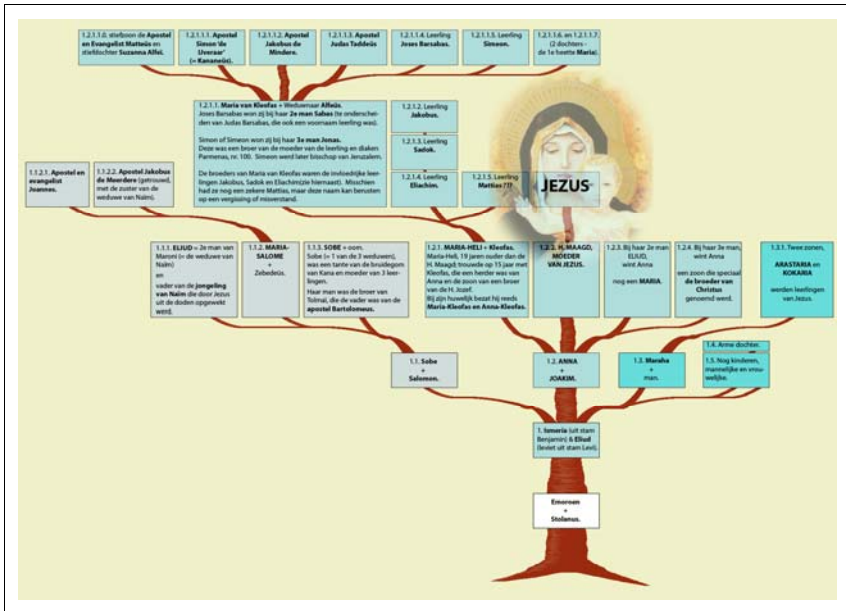 1.2.1.1.0. stiefzoon de Apostel
en Evangelist Matteüs en
stiefdochter Suzanna Alfeï.
1.2.1.1.1. Apostel
Simon 'de
IJveraar'
(= Kananeüs).
1.2.1.1.2. Apostel
Jakobus de
Mindere.
1.2.1.1.3. Apostel
Judas Taddeüs
1.2.1.1.4. Leerling
Joses Barsabas.
1.2.1.1.5. Leerling
Simeon.
1.2.1.1.6. en 1.2.1.1.7.
(2 dochters -
de 1e heette Maria).
1.2.1.1. Maria van Kleofas + Weduwnaar Alfeüs.
Joses Barsabas won zij bij haar 2e man Sabas (te onderschei-
den van Judas Barsabas, die ook een voornaam leerling was).
Simon of Simeon won zij bij haar 3e man Jonas.
Deze was een broer van de moeder van de leerling en diaken
Parmenas, nr. 100. Simeon werd later bisschop van Jeruzalem.
De broeders van Maria van Kleofas waren de invloedrijke leer-
lingen Jakobus, Sadok en Eliachim(zie hiernaast). Misschien
had ze nog een zekere Mattias, maar deze naam kan berusten
op een vergissing of misverstand.
1.2.1.2. Leerling
Jakobus.
1.2.1.3. Leerling
Sadok.
1.2.1.4. Leerling
Eliachim.
1.2.1.5. Leerling
Mattias ?1?
JEZUS
1.1.2.1. Apostel en
evangelist
Joannes.
1.1.2.2. Apostel Jakobus
de Meerdere (getrouwd,
met de zuster van de
weduwe van Naïm).
1.1.1. ELIUD = 2e man van
Maroni (= de weduwe van
Naïm)
en
vader van de jongeling
van Naïm die door Jezus
uit de doden opgewekt
werd.
1.1.2. MARIA-
SALOME
+
Zebedeüs.
1.1.3. SOBE + oom.
Sobe (= 1 van de 3 weduwen),
was een tante van de bruidegom
van Kana en moeder van 3 leer-
lingen.
Haar man was de broer van
Tolmaï, die de vader was van de
apostel Bartolomeus.
1.2.1. MARIA-HELI + Kleofas.
Maria-Heli, 19 jaren ouder dan de
H. Maagd; trouwde op 15 jaar met
Kleofas, die een herder was van
Anna en de zoon van een broer
van de H. Jozef.
Bij zijn huwelijk bezat hij reeds
Maria-Kleofas en Anna-Kleofas.
1.2.2. H. MAAGD,
MOEDER
VAN JEZUS.
1.2.3. Bij haar 2e man
ELIUD,
wint Anna
nog een MARIA.
1.2.4. Bij haar 3e man,
wint Anna
een zoon die speciaal
de broeder van
Christus
genoemd werd.
1.3.1. Twee zonen,
ARASTARIA en
KOKARIA
werden leerlingen
van Jezus.
1.1. Sobe
+
Salomon.
1.2. ANNA
+
JOAKIM.
1.3. Maraha
+
man.
1.4. Anne dochter.
1.5. Nog kinderen,
mannelijke en vrou-
welijke.
1. Ismeria (uit stam
Benjamin) & Eliud
(leviet uit stam Levi).
Emoroen
+
Stolanus.